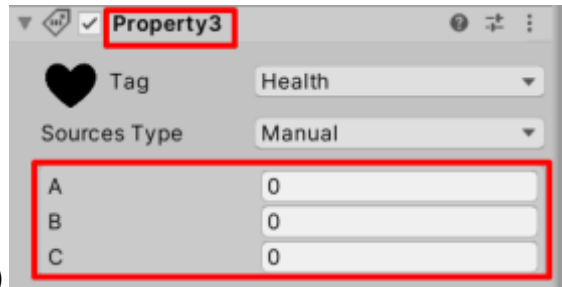 Property3
Tag Health
Sources Type Manual
A 0
B 0
C 0
)